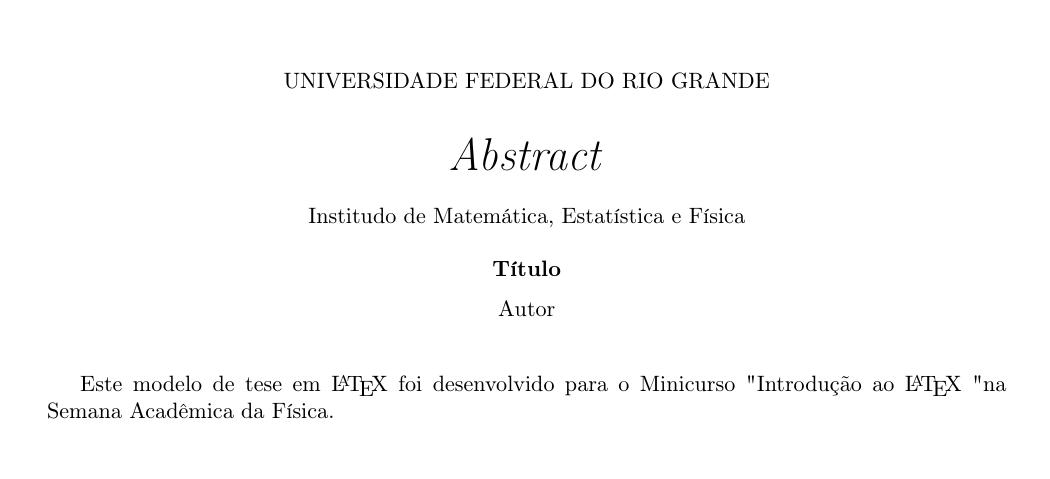 UNIVERSIDADE FEDERAL DO RIO GRANDE
Abstract
Institudo de Matemática, Estatística e Física
Título
Autor
Este modelo de tese em LATEX foi desenvolvido para o Minicurso "Introdução ao LATEX "na
Semana Acadêmica da Física.